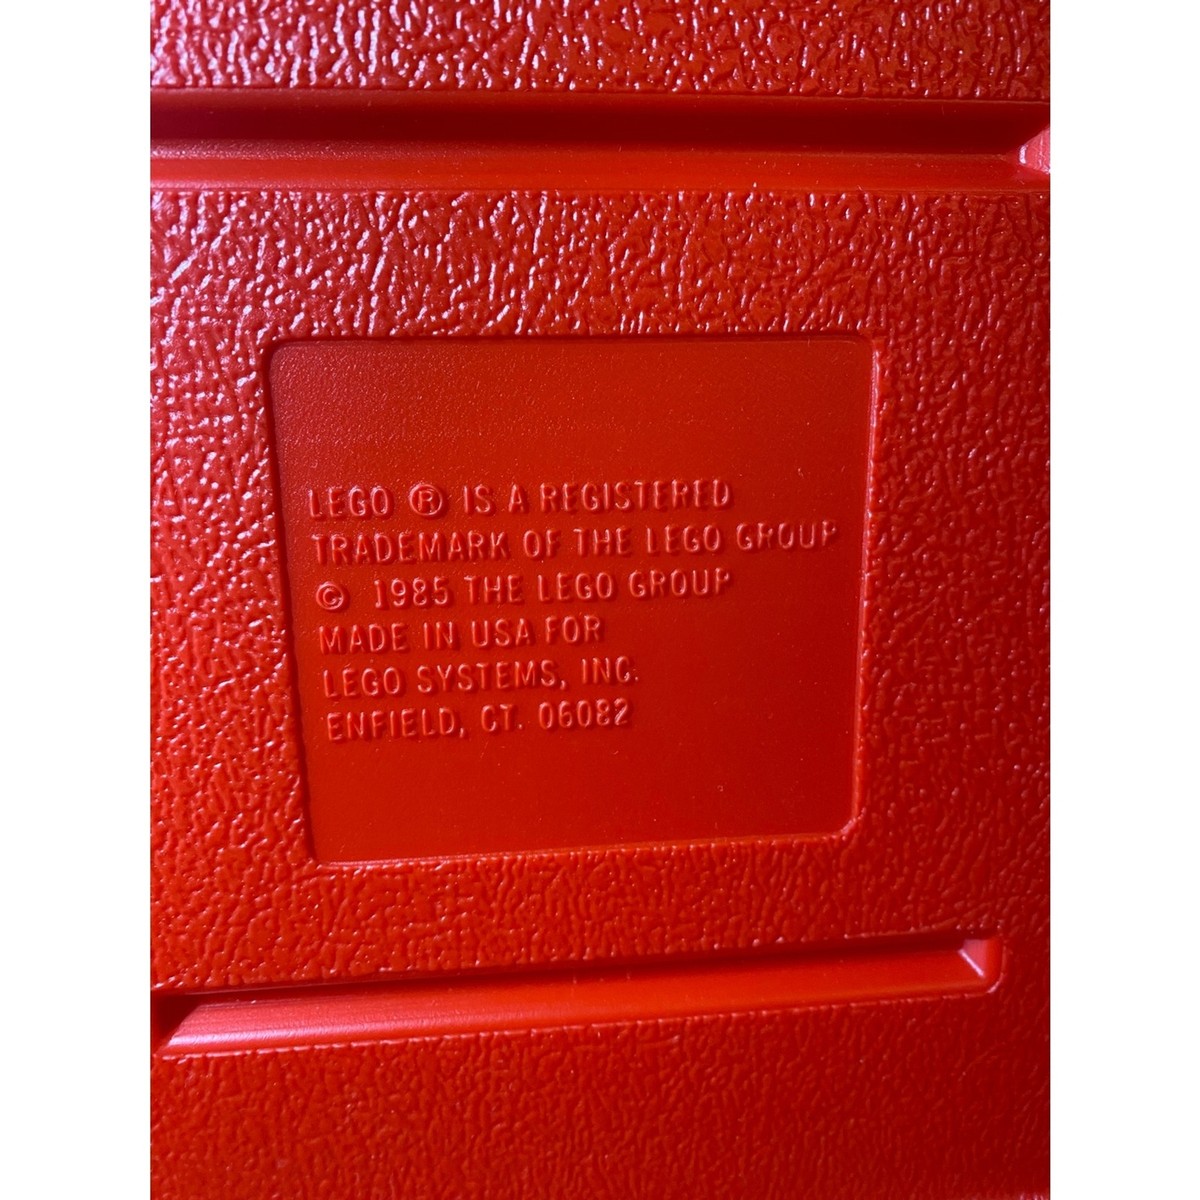 LEGO ® IS A REGISTERED
TRADEMARK OF THE LEGO GROUP
© 1985 THE LEGO GROUP
MADE IN USA FOR
LEGO SYSTEMS, INC.
ENFIELD, CT. 06082